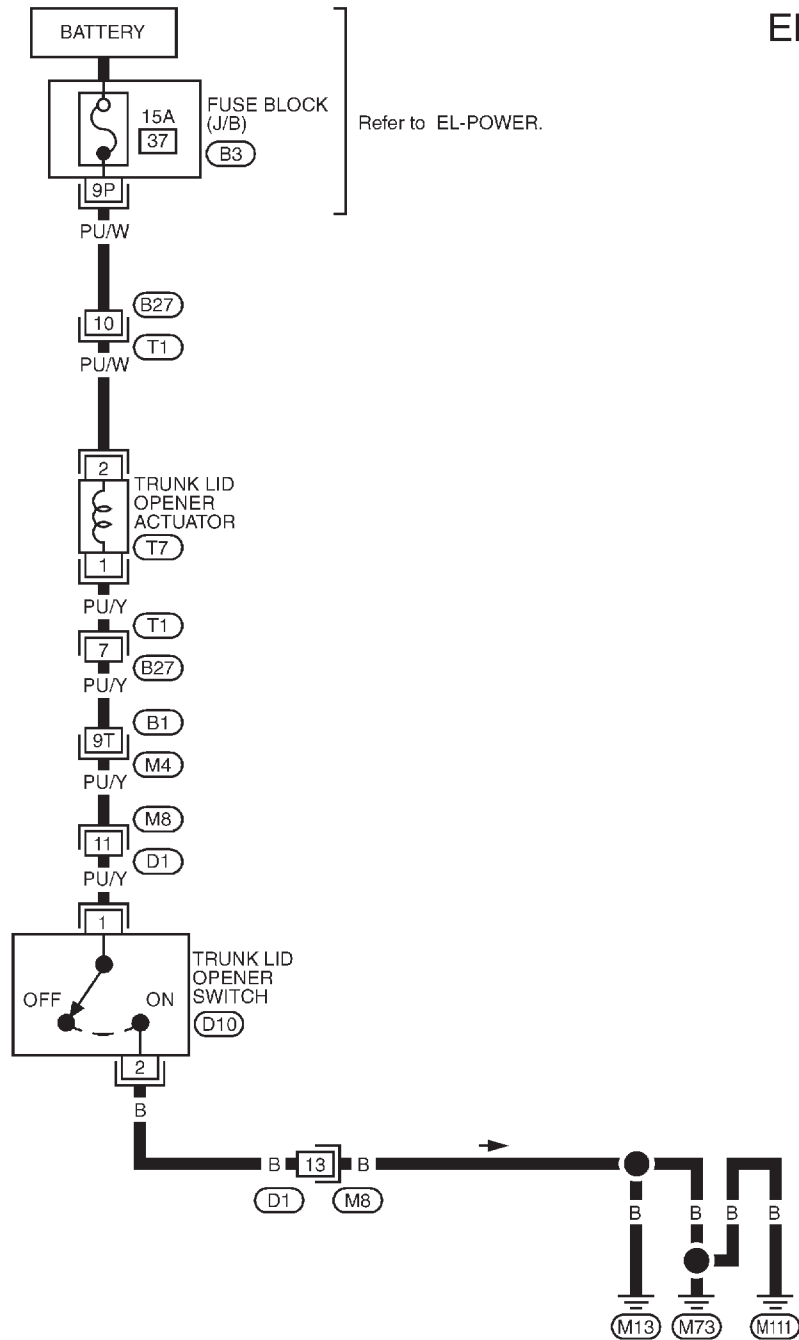 BATTERY
EL
FUSE BLOCK
(J/B)
15A
37
B3
Refer to EL-POWER.
9P
PU/W
B27
10
T1
PU/W
2
TRUNK LID
OPENER
ACTUATOR
T7
1
PU/Y
T1
7
B27
PU/Y
B1
9T
M4
PU/Y
M8
11
D1
PU/Y
1
TRUNK LID
OPENER
SWITCH
OFF
ON
D10
2
B
B 13 B
D1 M8
B B B B
M13 M73 M111